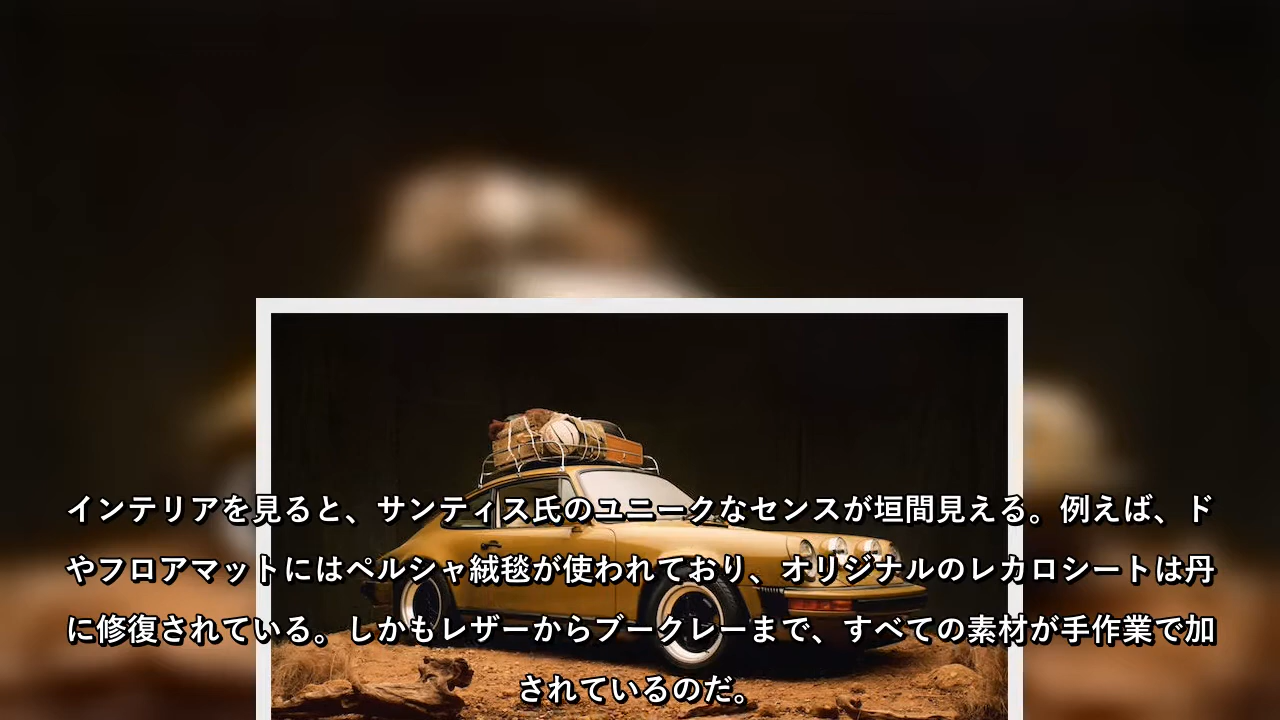 インテリアを見ると、サンティス氏のユニークなセンスが垣間見える。例えば、ド
やフロアマットにはペルシャ絨毯が使われており、オリジナルのレカロシートは丹
に修復されている。しかもレザーからブークレーまで、すべての素材が手作業で加
されているのだ。